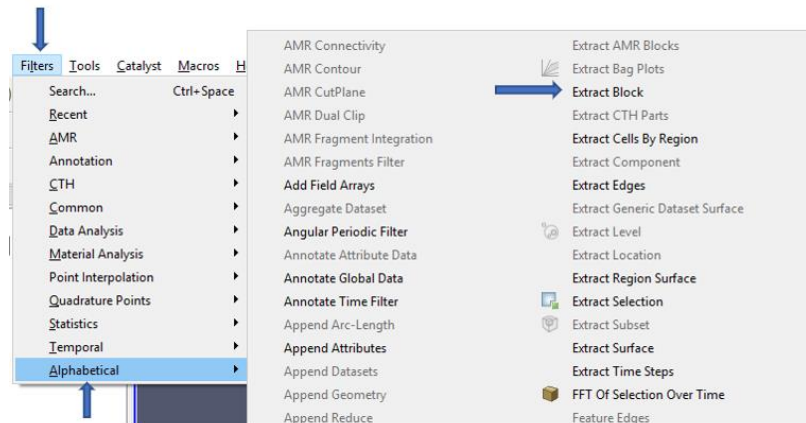 Filters Tools Catalyst Macros H
Search... Ctrl+Space
Recent
AMR
Annotation
CTH
Common
Data Analysis
Material Analysis
Point Interpolation
Quadrature Points
Statistics
Temporal
Alphabetical
AMR Connectivity
AMR Contour
AMR CutPlane
AMR Dual Clip
AMR Fragment Integration
AMR Fragments Filter
Add Field Arrays
Aggregate Dataset
Angular Periodic Filter
Annotate Attribute Data
Annotate Global Data
Annotate Time Filter
Append Arc-Length
Append Attributes
Append Datasets
Append Geometry
Append Reduce
Extract AMR Blocks
Extract Bag Plots
Extract Block
Extract CTH Parts
Extract Cells By Region
Extract Component
Extract Edges
Extract Generic Dataset Surface
Extract Level
Extract Location
Extract Region Surface
Extract Selection
Extract Subset
Extract Surface
Extract Time Steps
FFT Of Selection Over Time
Feature Edges